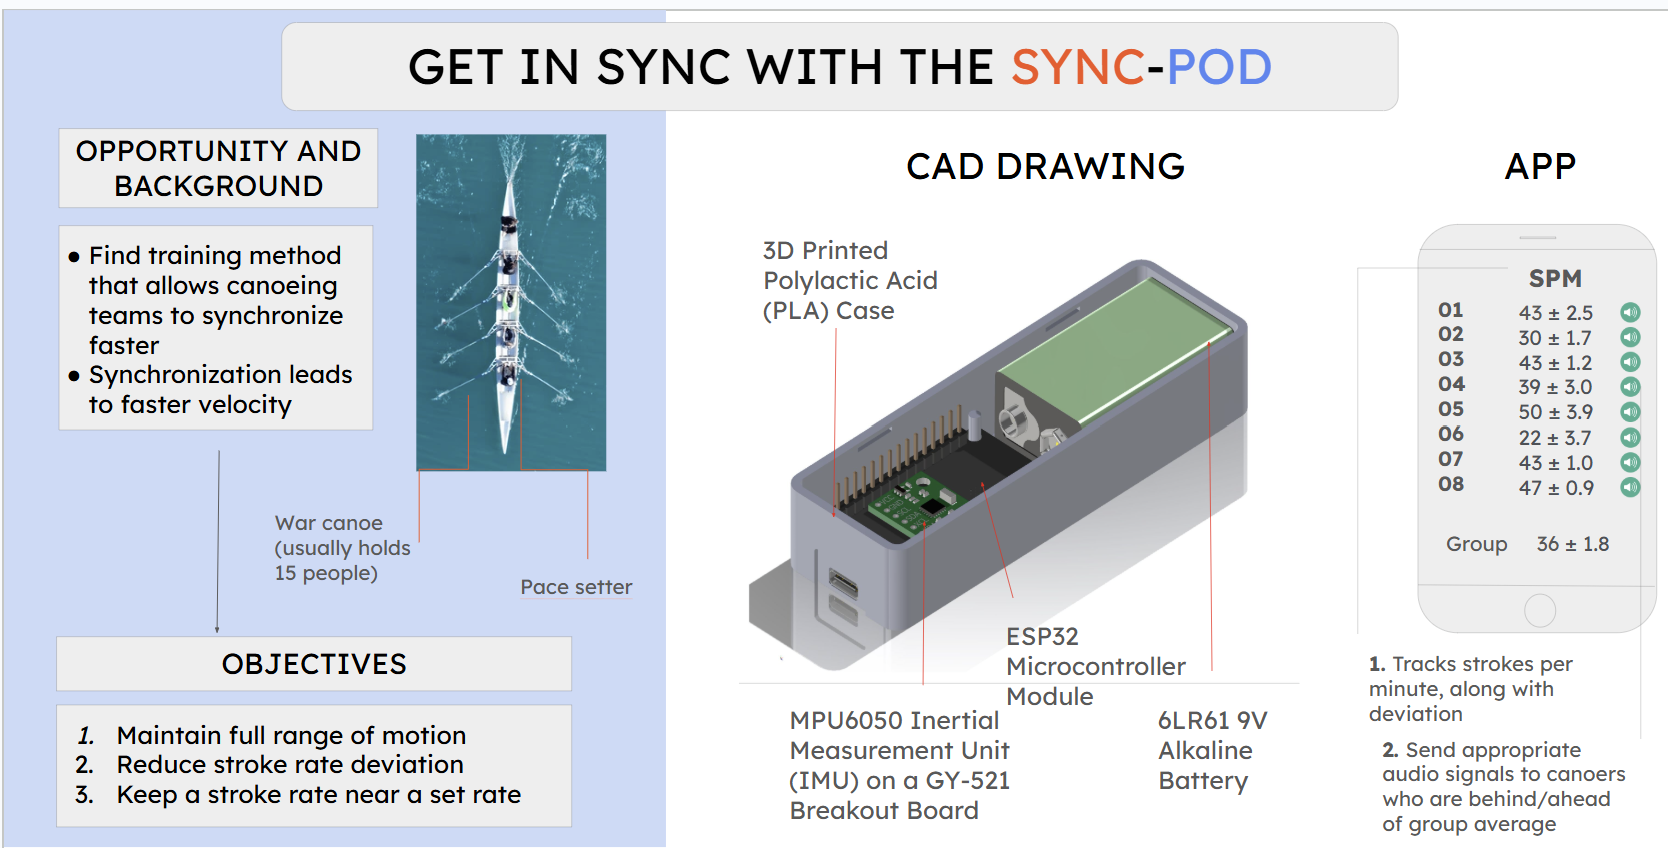 GET IN SYNC WITH THE SYNC-POD
OPPORTUNITY AND
BACKGROUND
● Find training method
that allows canoeing
teams to synchronize
faster
● Synchronization leads
to faster velocity
War canoe
(usually holds
15 people)
Pace setter
OBJECTIVES
1. Maintain full range of motion
2. Reduce stroke rate deviation
3. Keep a stroke rate near a set rate
CAD DRAWING
3D Printed
Polylactic Acid
(PLA) Case
ESP32
Microcontroller
Module
MPU6050 Inertial
Measurement Unit
(IMU) on a GY-521
Breakout Board
6LR61 9V
Alkaline
Battery
APP
SPM
01 43 ± 2.5
02 30 ± 1.7
03 43 ± 1.2
04 39 ± 3.0
05 50 ± 3.9
06 22 ± 3.7
07 43 ± 1.0
08 47 ± 0.9
Group 36 ± 1.8
1. Tracks strokes per
minute, along with
deviation
2. Send appropriate
audio signals to canoers
who are behind/ahead
of group average